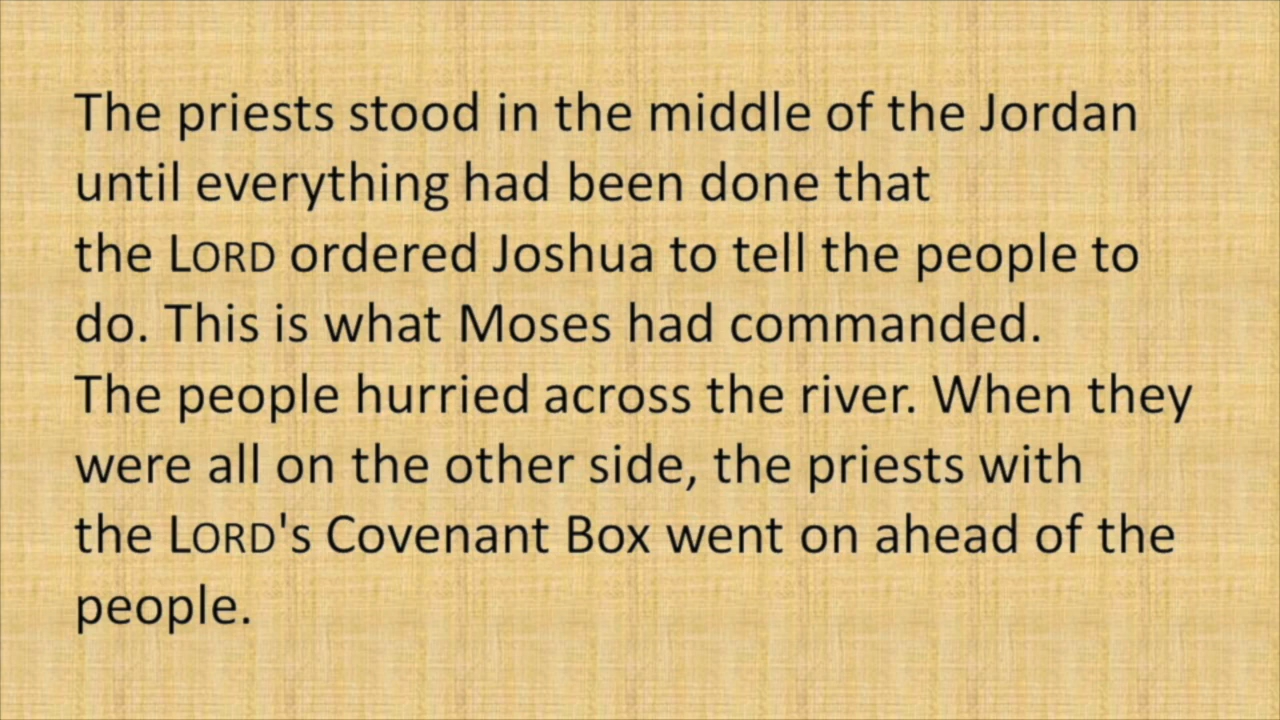 The priests stood in the middle of the Jordan
until everything had been done that
the LORD ordered Joshua to tell the people to
do. This is what Moses had commanded.
The people hurried across the river. When they
were all on the other side, the priests with
the LORD's Covenant Box went on ahead of the
people.